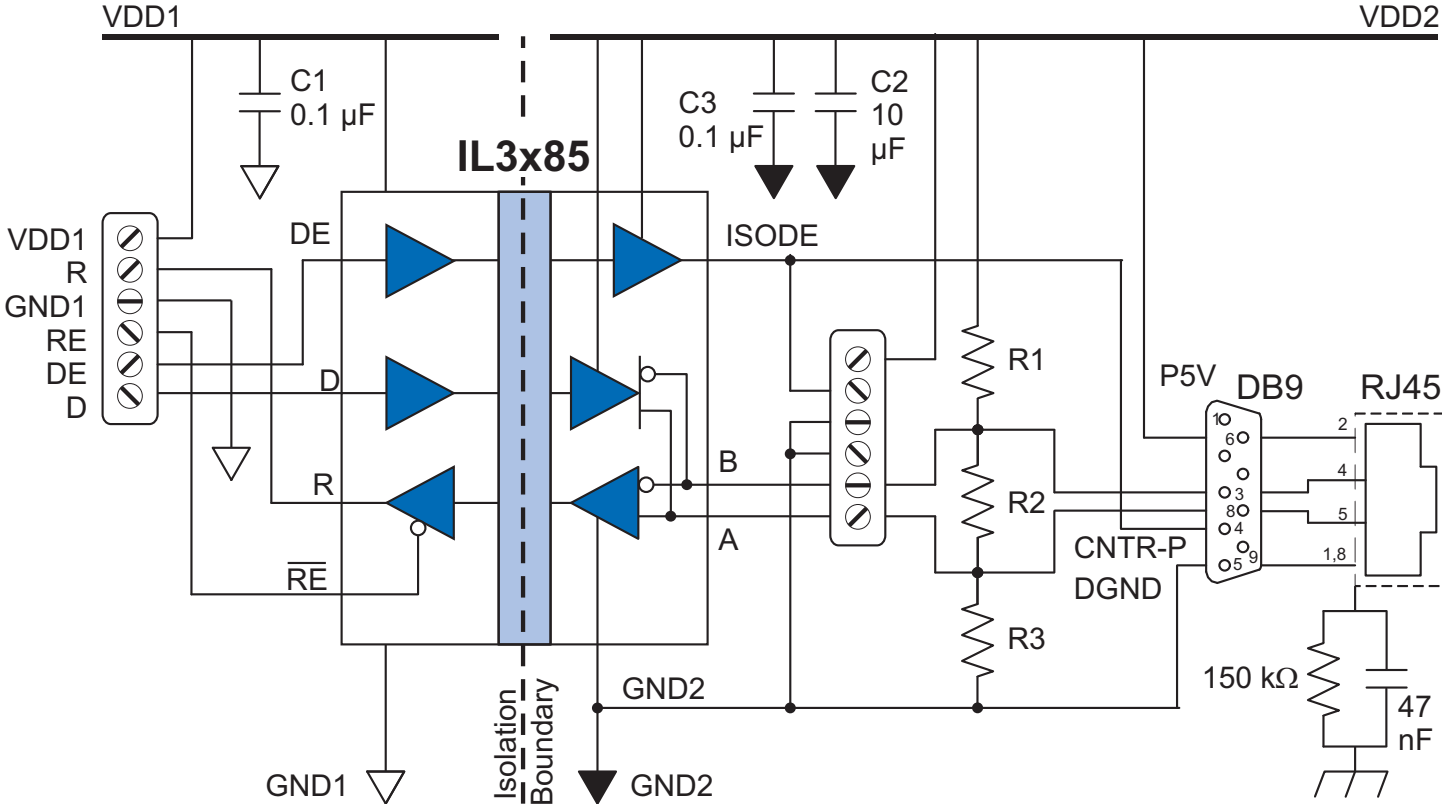 VDD1
VDD2
C1
0.1 µF
C3
0.1 µF
C2
10
µF
IL3x85
VDD1
R
GND1
RE
DE
D
DE
D
R
RE
ISODE
B
A
R1
R2
R3
P5V
DB9
RJ45
1
6
3
8
4
9
5
2
4
5
1,8
CNTR-P
DGND
150 kΩ
47
nF
GND2
GND1
GND2
Isolation
Boundary